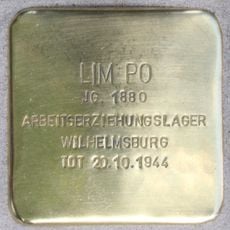 LIM PO
JG. 1880
ARBEITSERZIEHUNGSLAGER
WILHELMSBURG
TOT 20.10.1944